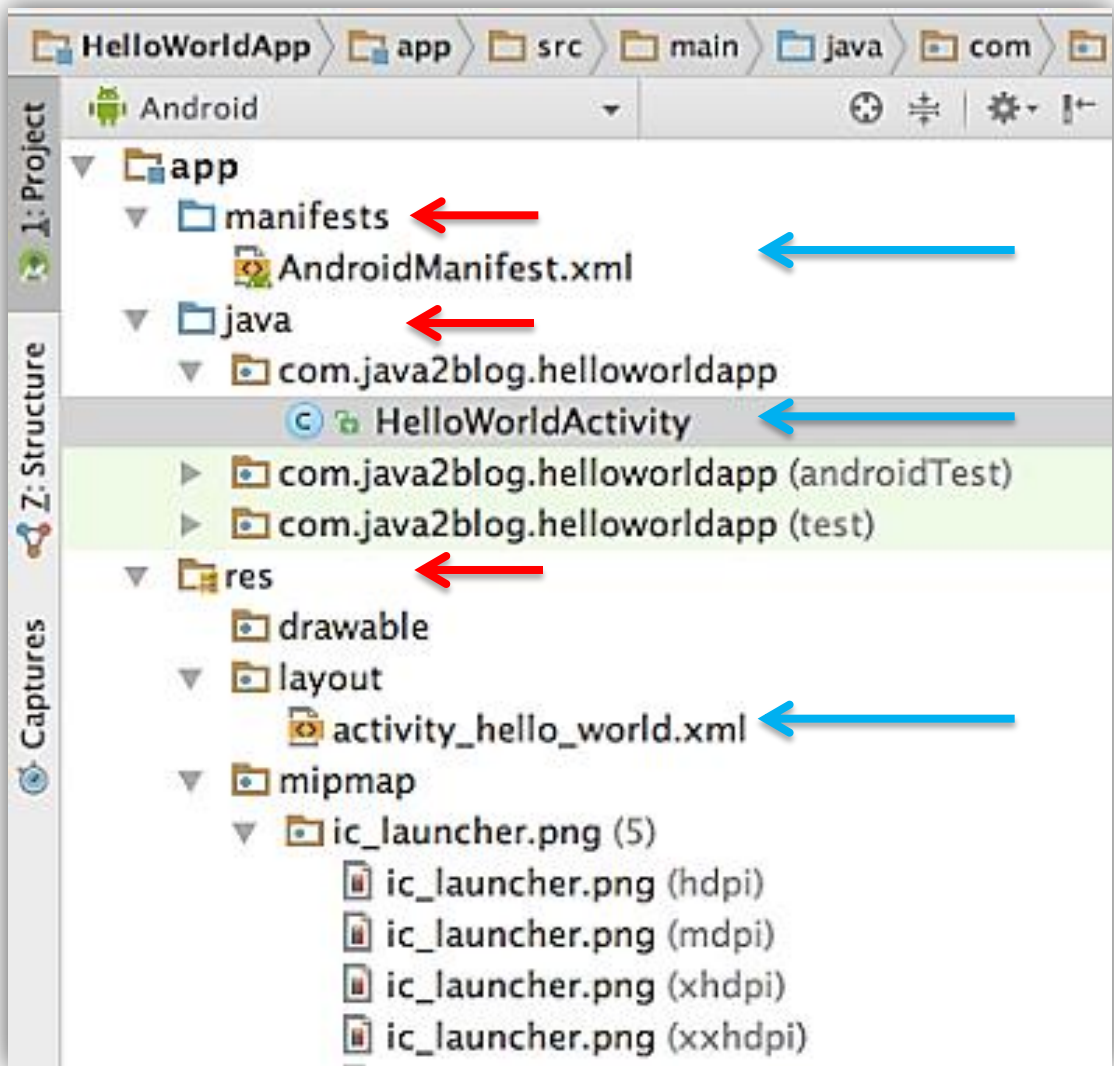 HelloWorldApp app src main java com
Android
1: Project
app
manifests
AndroidManifest.xml
java
com.java2blog.helloworldapp
C HelloWorldActivity
com.java2blog.helloworldapp (androidTest)
com.java2blog.helloworldapp (test)
Z: Structure
res
drawable
layout
activity_hello_world.xml
Captures
mipmap
ic_launcher.png (5)
ic_launcher.png (hdpi)
ic_launcher.png (mdpi)
ic_launcher.png (xhdpi)
ic_launcher.png (xxhdpi)